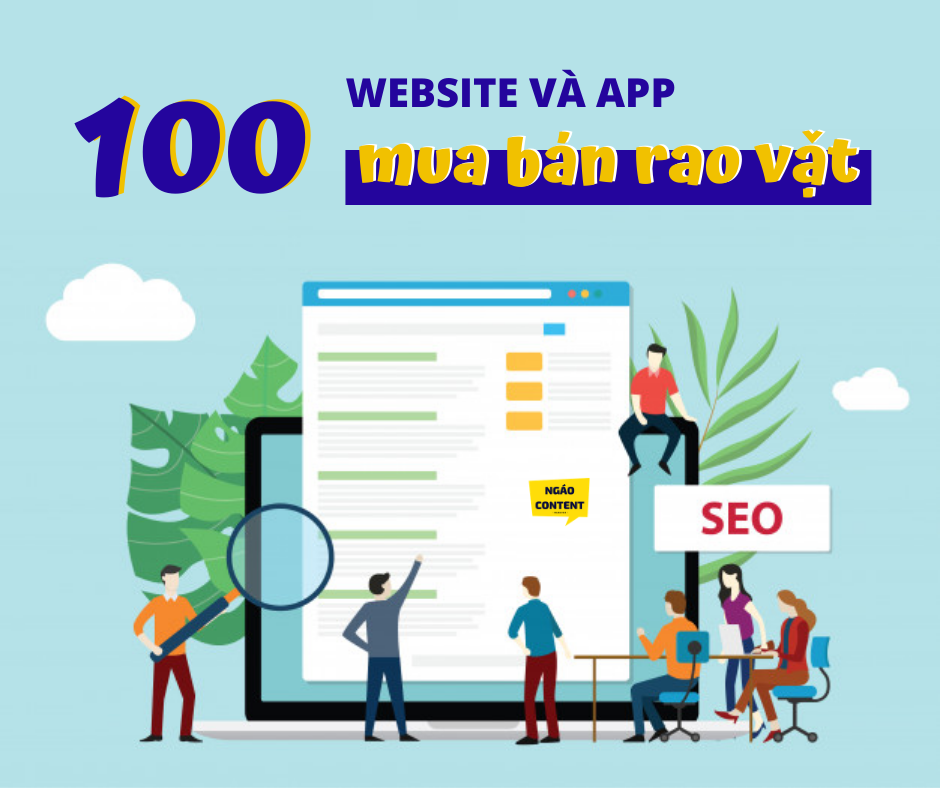 100
WEBSITE VÀ APP
mua bán rao vặt
NGÁO
CONTENT
SEO